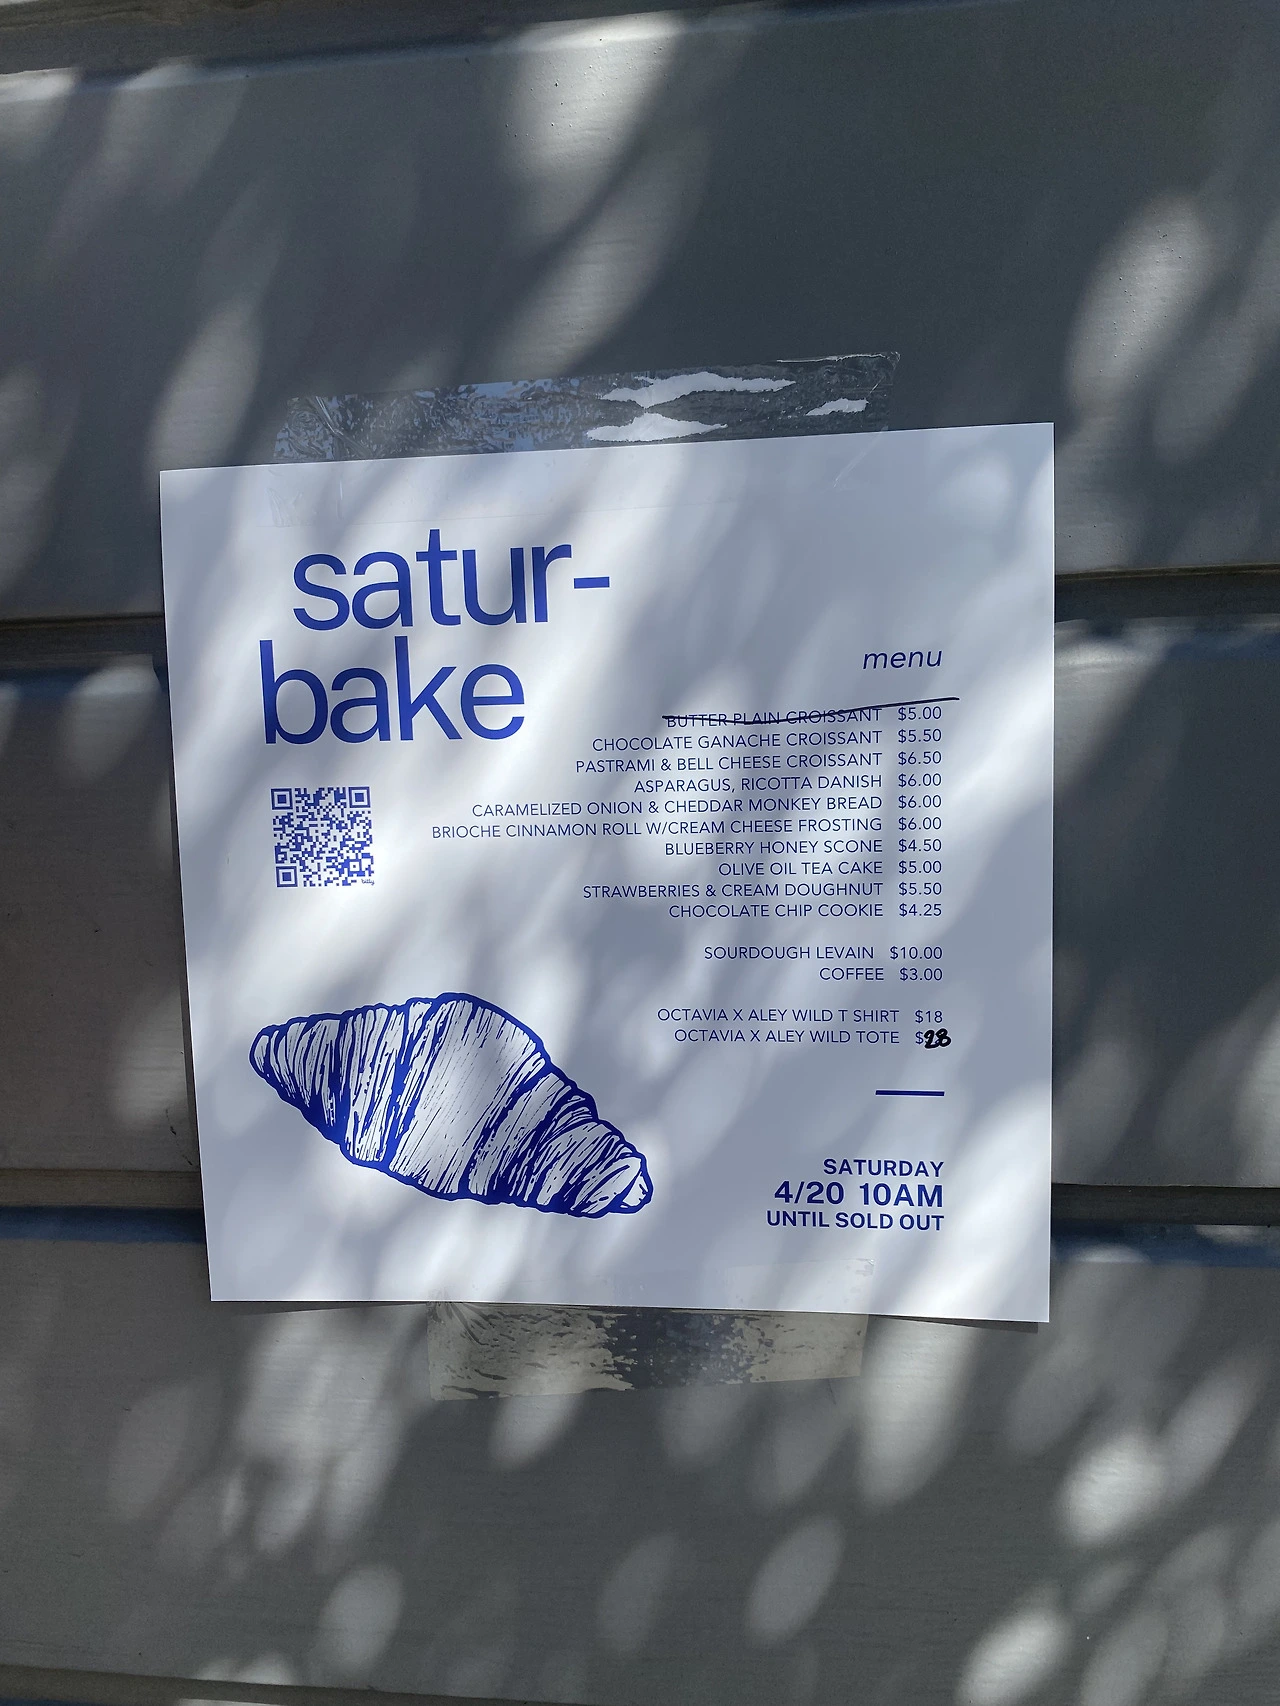 satur-
bake
menu
BUTTER PLAIN CROISSANT $5.00
CHOCOLATE GANACHE CROISSANT $5.50
PASTRAMI & BELL CHEESE CROISSANT $6.50
ASPARAGUS, RICOTTA DANISH $6.00
CARAMELIZED ONION & CHEDDAR MONKEY BREAD $6.00
BRIOCHE CINNAMON ROLL W/CREAM CHEESE FROSTING $6.00
BLUEBERRY HONEY SCONE $4.50
OLIVE OIL TEA CAKE $5.00
STRAWBERRIES & CREAM DOUGHNUT $5.50
CHOCOLATE CHIP COOKIE $4.25
SOURDOUGH LEVAIN $10.00
COFFEE $3.00
OCTAVIA X ALEY WILD T SHIRT $18
OCTAVIA X ALEY WILD TOTE $28
SATURDAY
4/20 10AM
UNTIL SOLD OUT